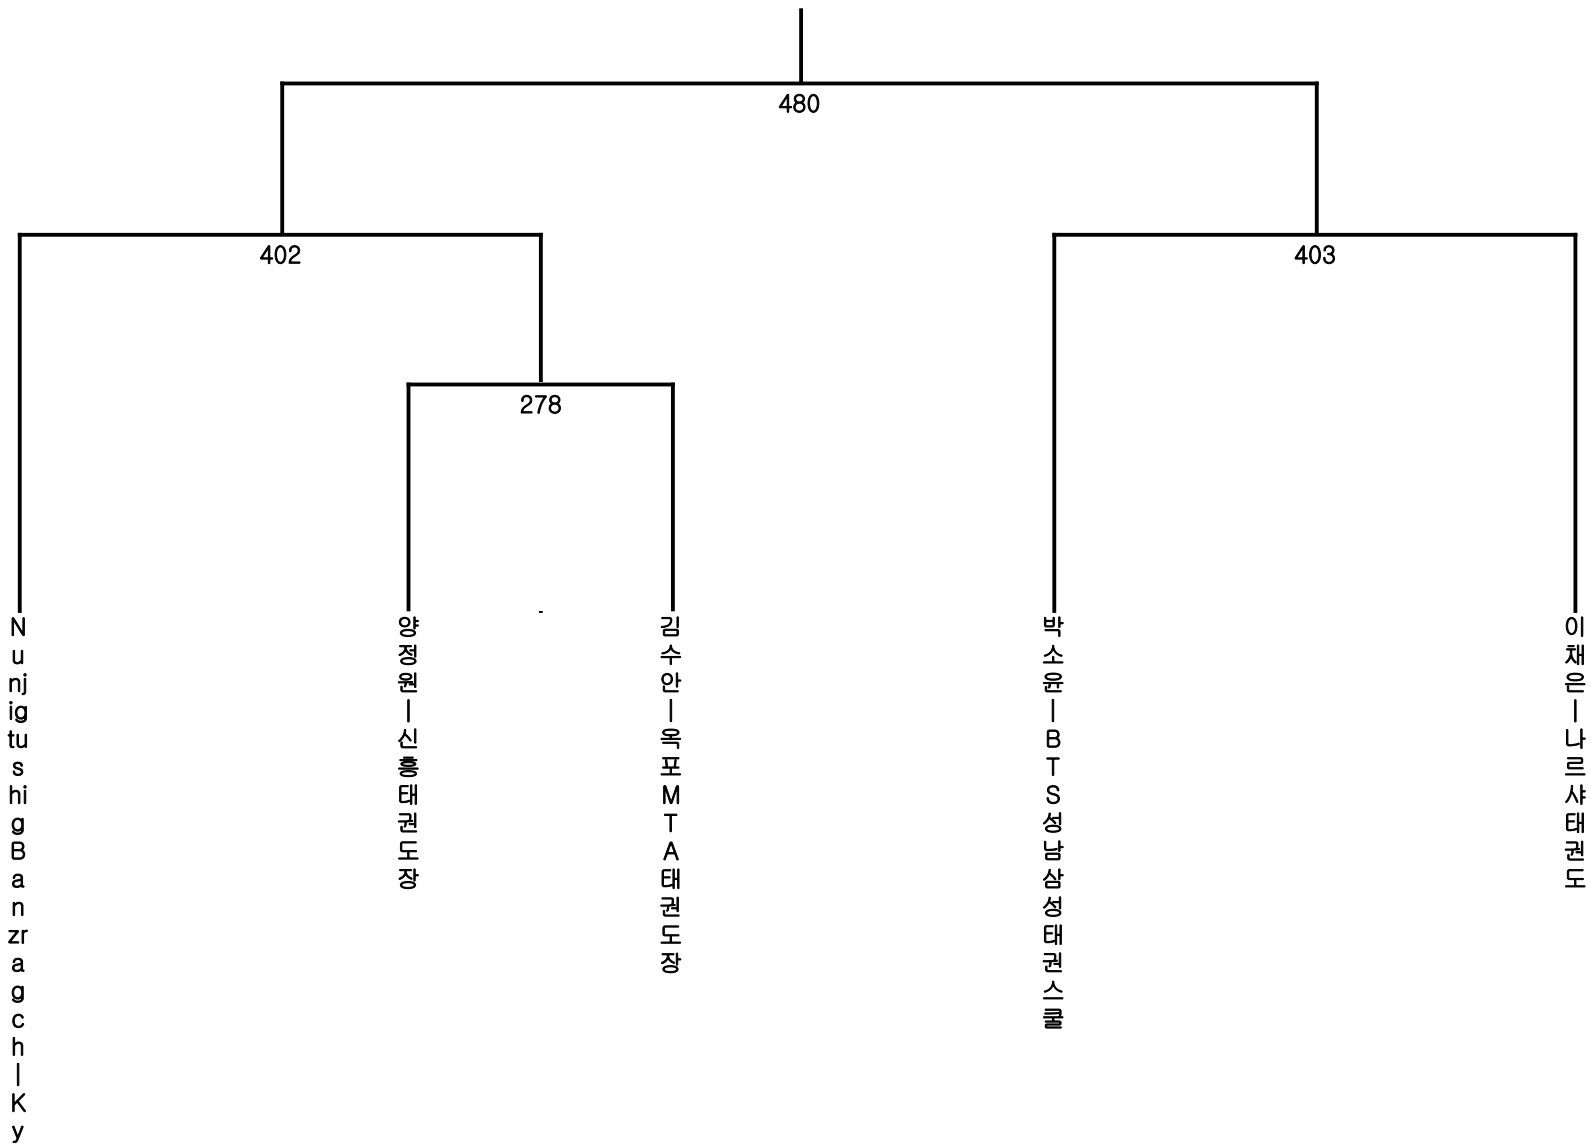 480
402
403
278
NunjigtushigBanzragch-Ky
양정원-신흥태권도장
김수안-옥포MTA태권도장
박소윤-BTS성남삼성태권스쿨
이채은-나르샤태권도